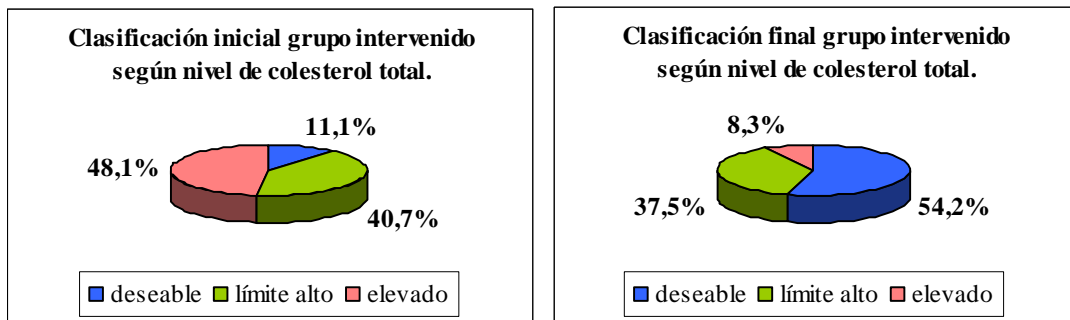 Clasificación inicial grupo intervenido
según nivel de colesterol total.
11,1%
48,1%
40,7%
deseable
límite alto
elevado
Clasificación final grupo intervenido
según nivel de colesterol total.
8,3%
37,5%
54,2%
deseable
límite alto
elevado